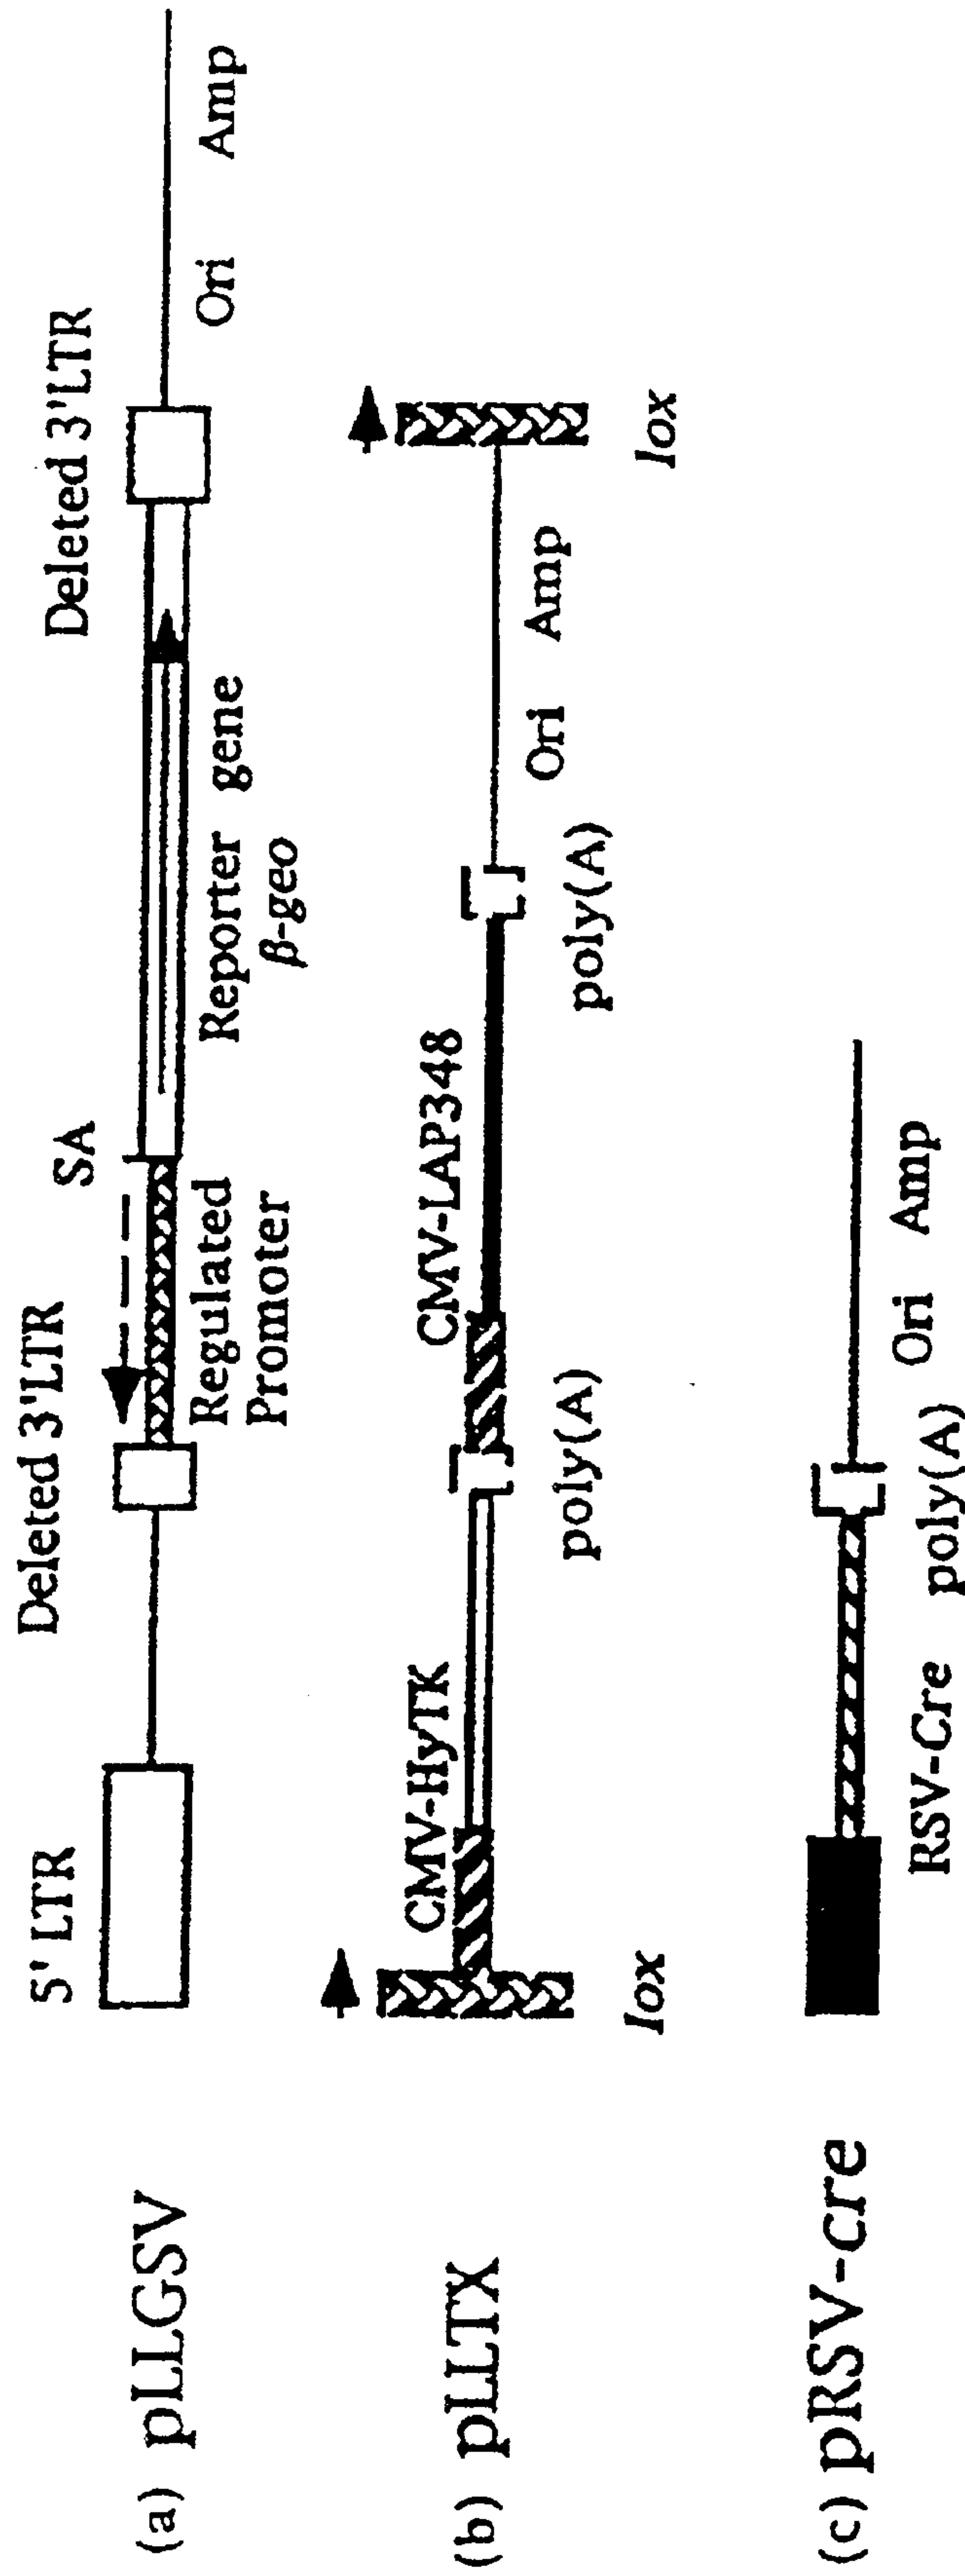 (a) pLLGSV
5' LTR
Deleted 3'LTR
SA
Deleted 3'LTR
Regulated
Promoter
Reporter gene
β-geo
Ori Amp
(b) pLLTX
CMV-HyTK
CMV-LAP348
lox
poly(A)
poly(A)
Ori Amp
lox
(c) pRSV-cre
RSV-Cre
poly(A)
Ori Amp